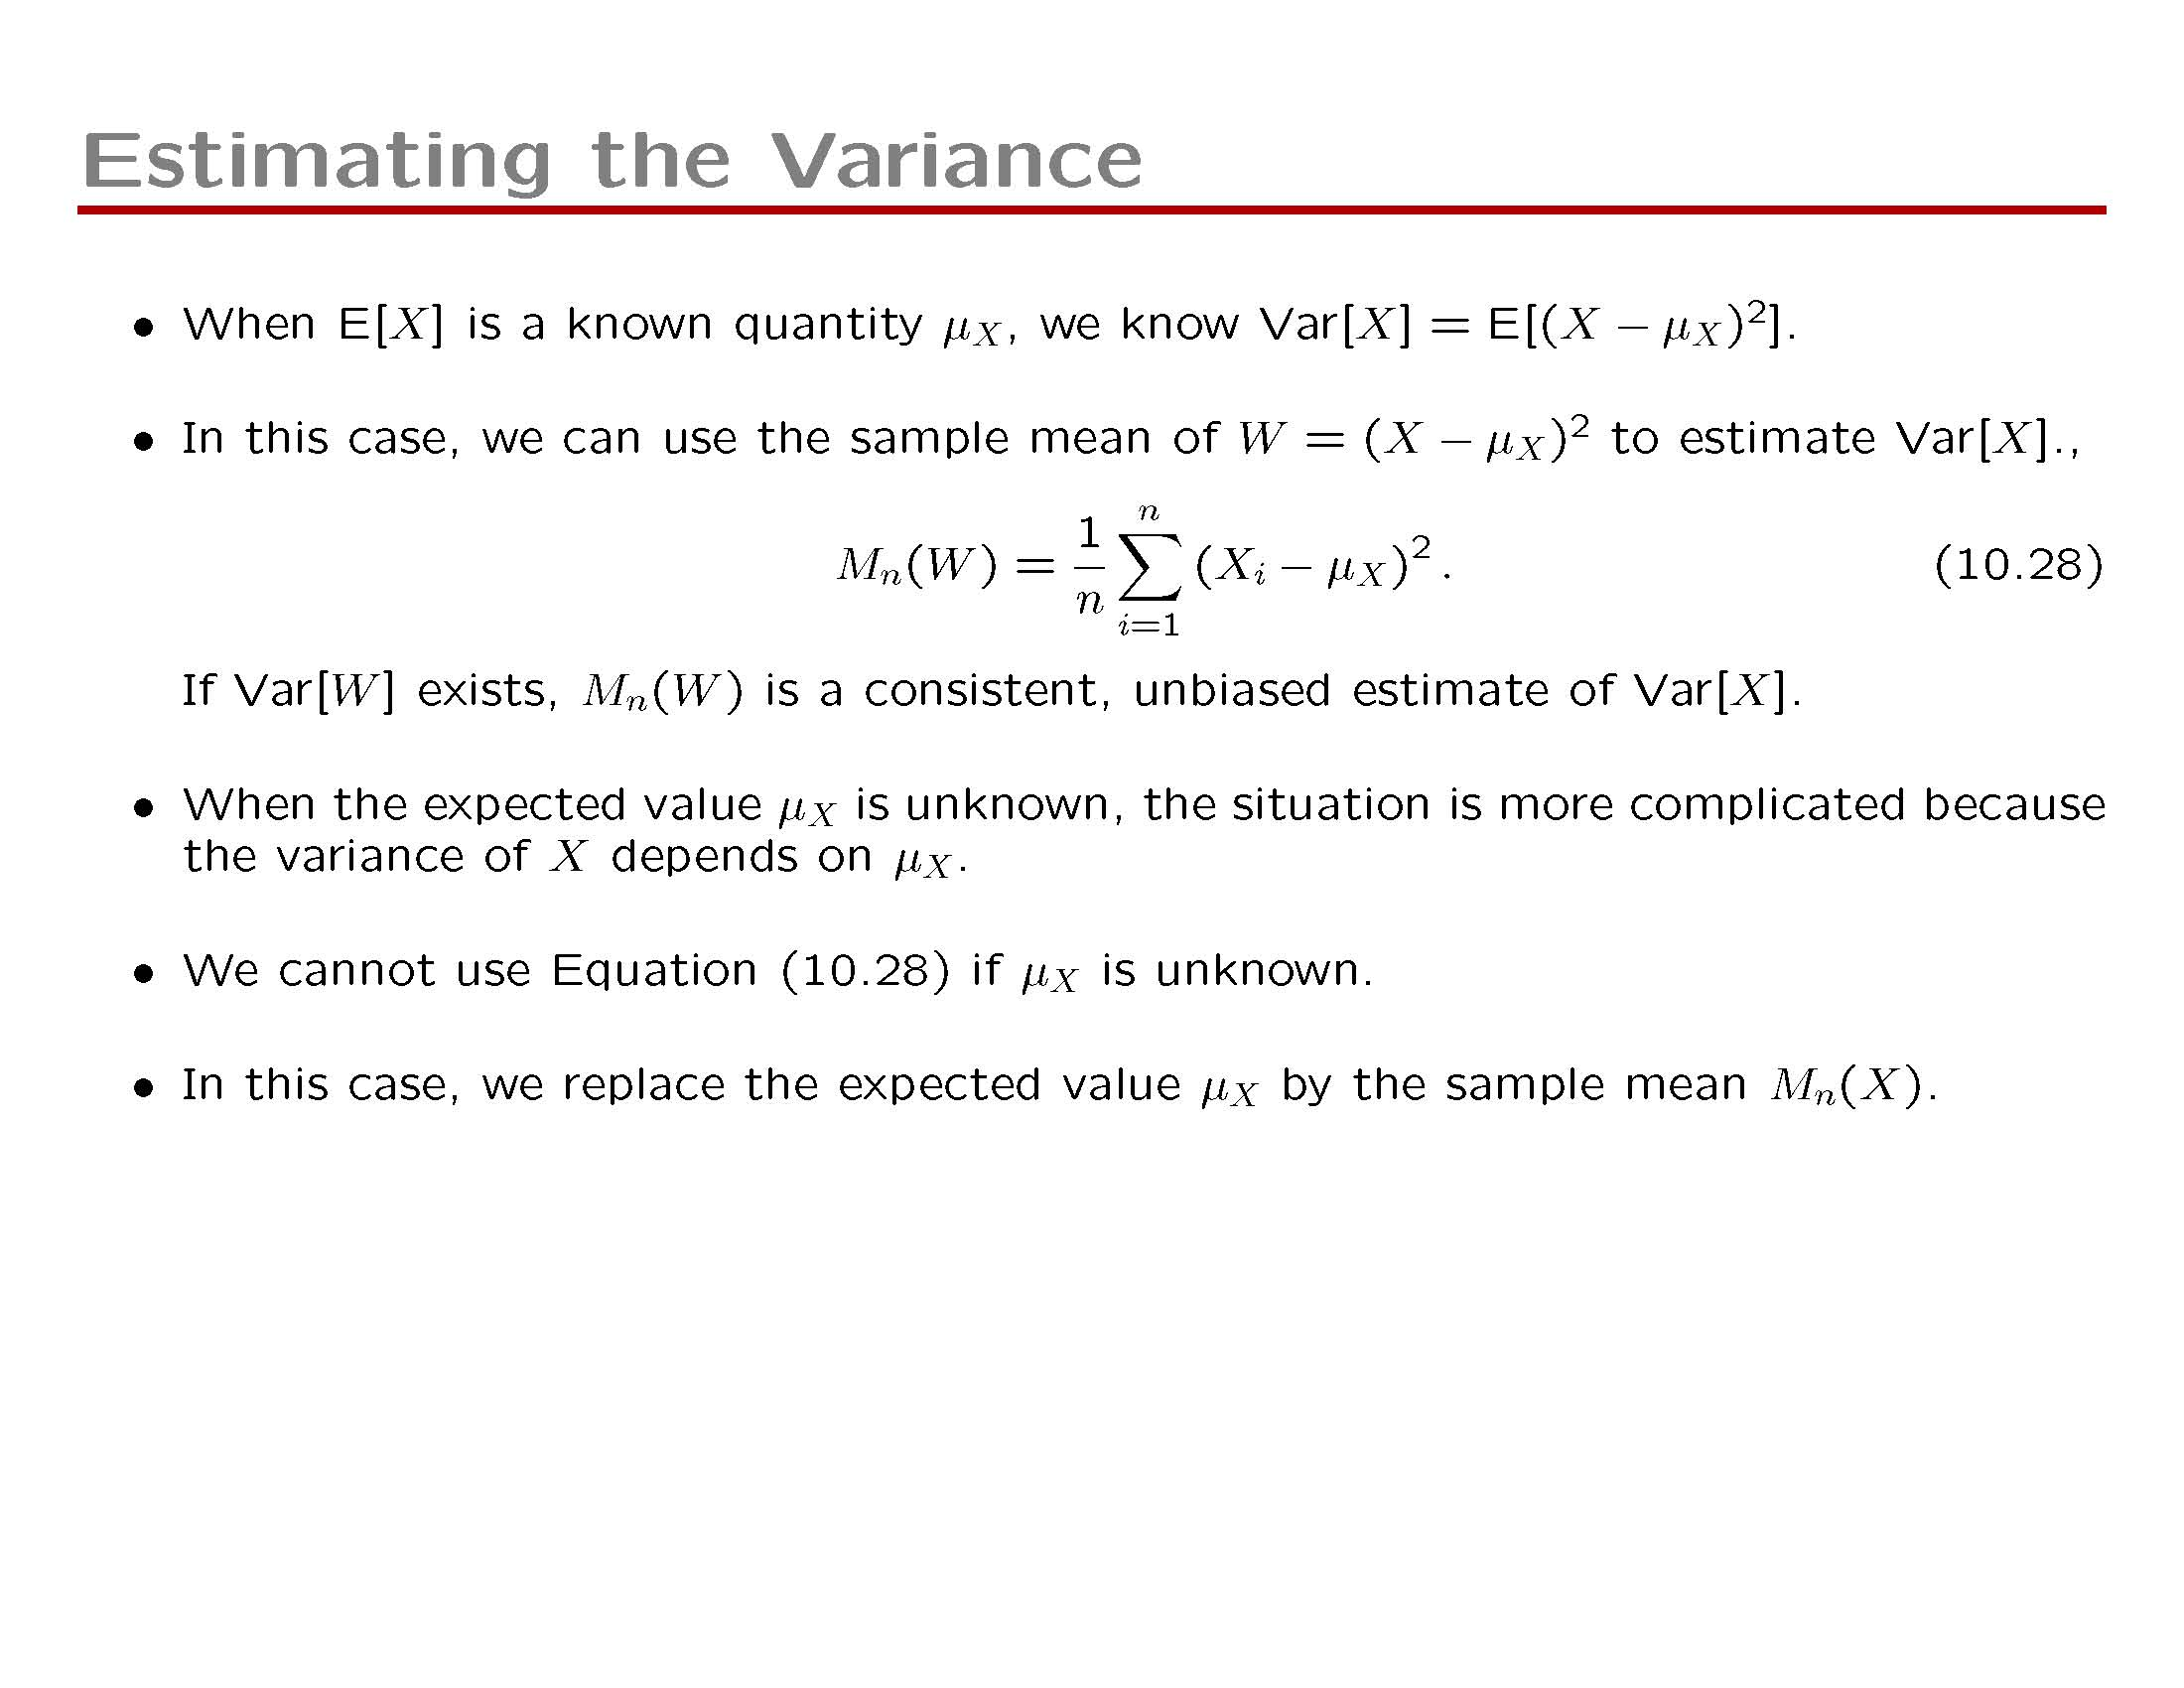 Estimating the Variance
• When E[X] is a known quantity μ_X, we know Var[X] = E[(X − μ_X)²].
• In this case, we can use the sample mean of W = (X − μ_X)² to estimate Var[X].,
M_n(W) = 1/n ∑_{i=1}^{n} (X_i − μ_X)². (10.28)
If Var[W] exists, M_n(W) is a consistent, unbiased estimate of Var[X].
• When the expected value μ_X is unknown, the situation is more complicated because
the variance of X depends on μ_X.
• We cannot use Equation (10.28) if μ_X is unknown.
• In this case, we replace the expected value μ_X by the sample mean M_n(X).